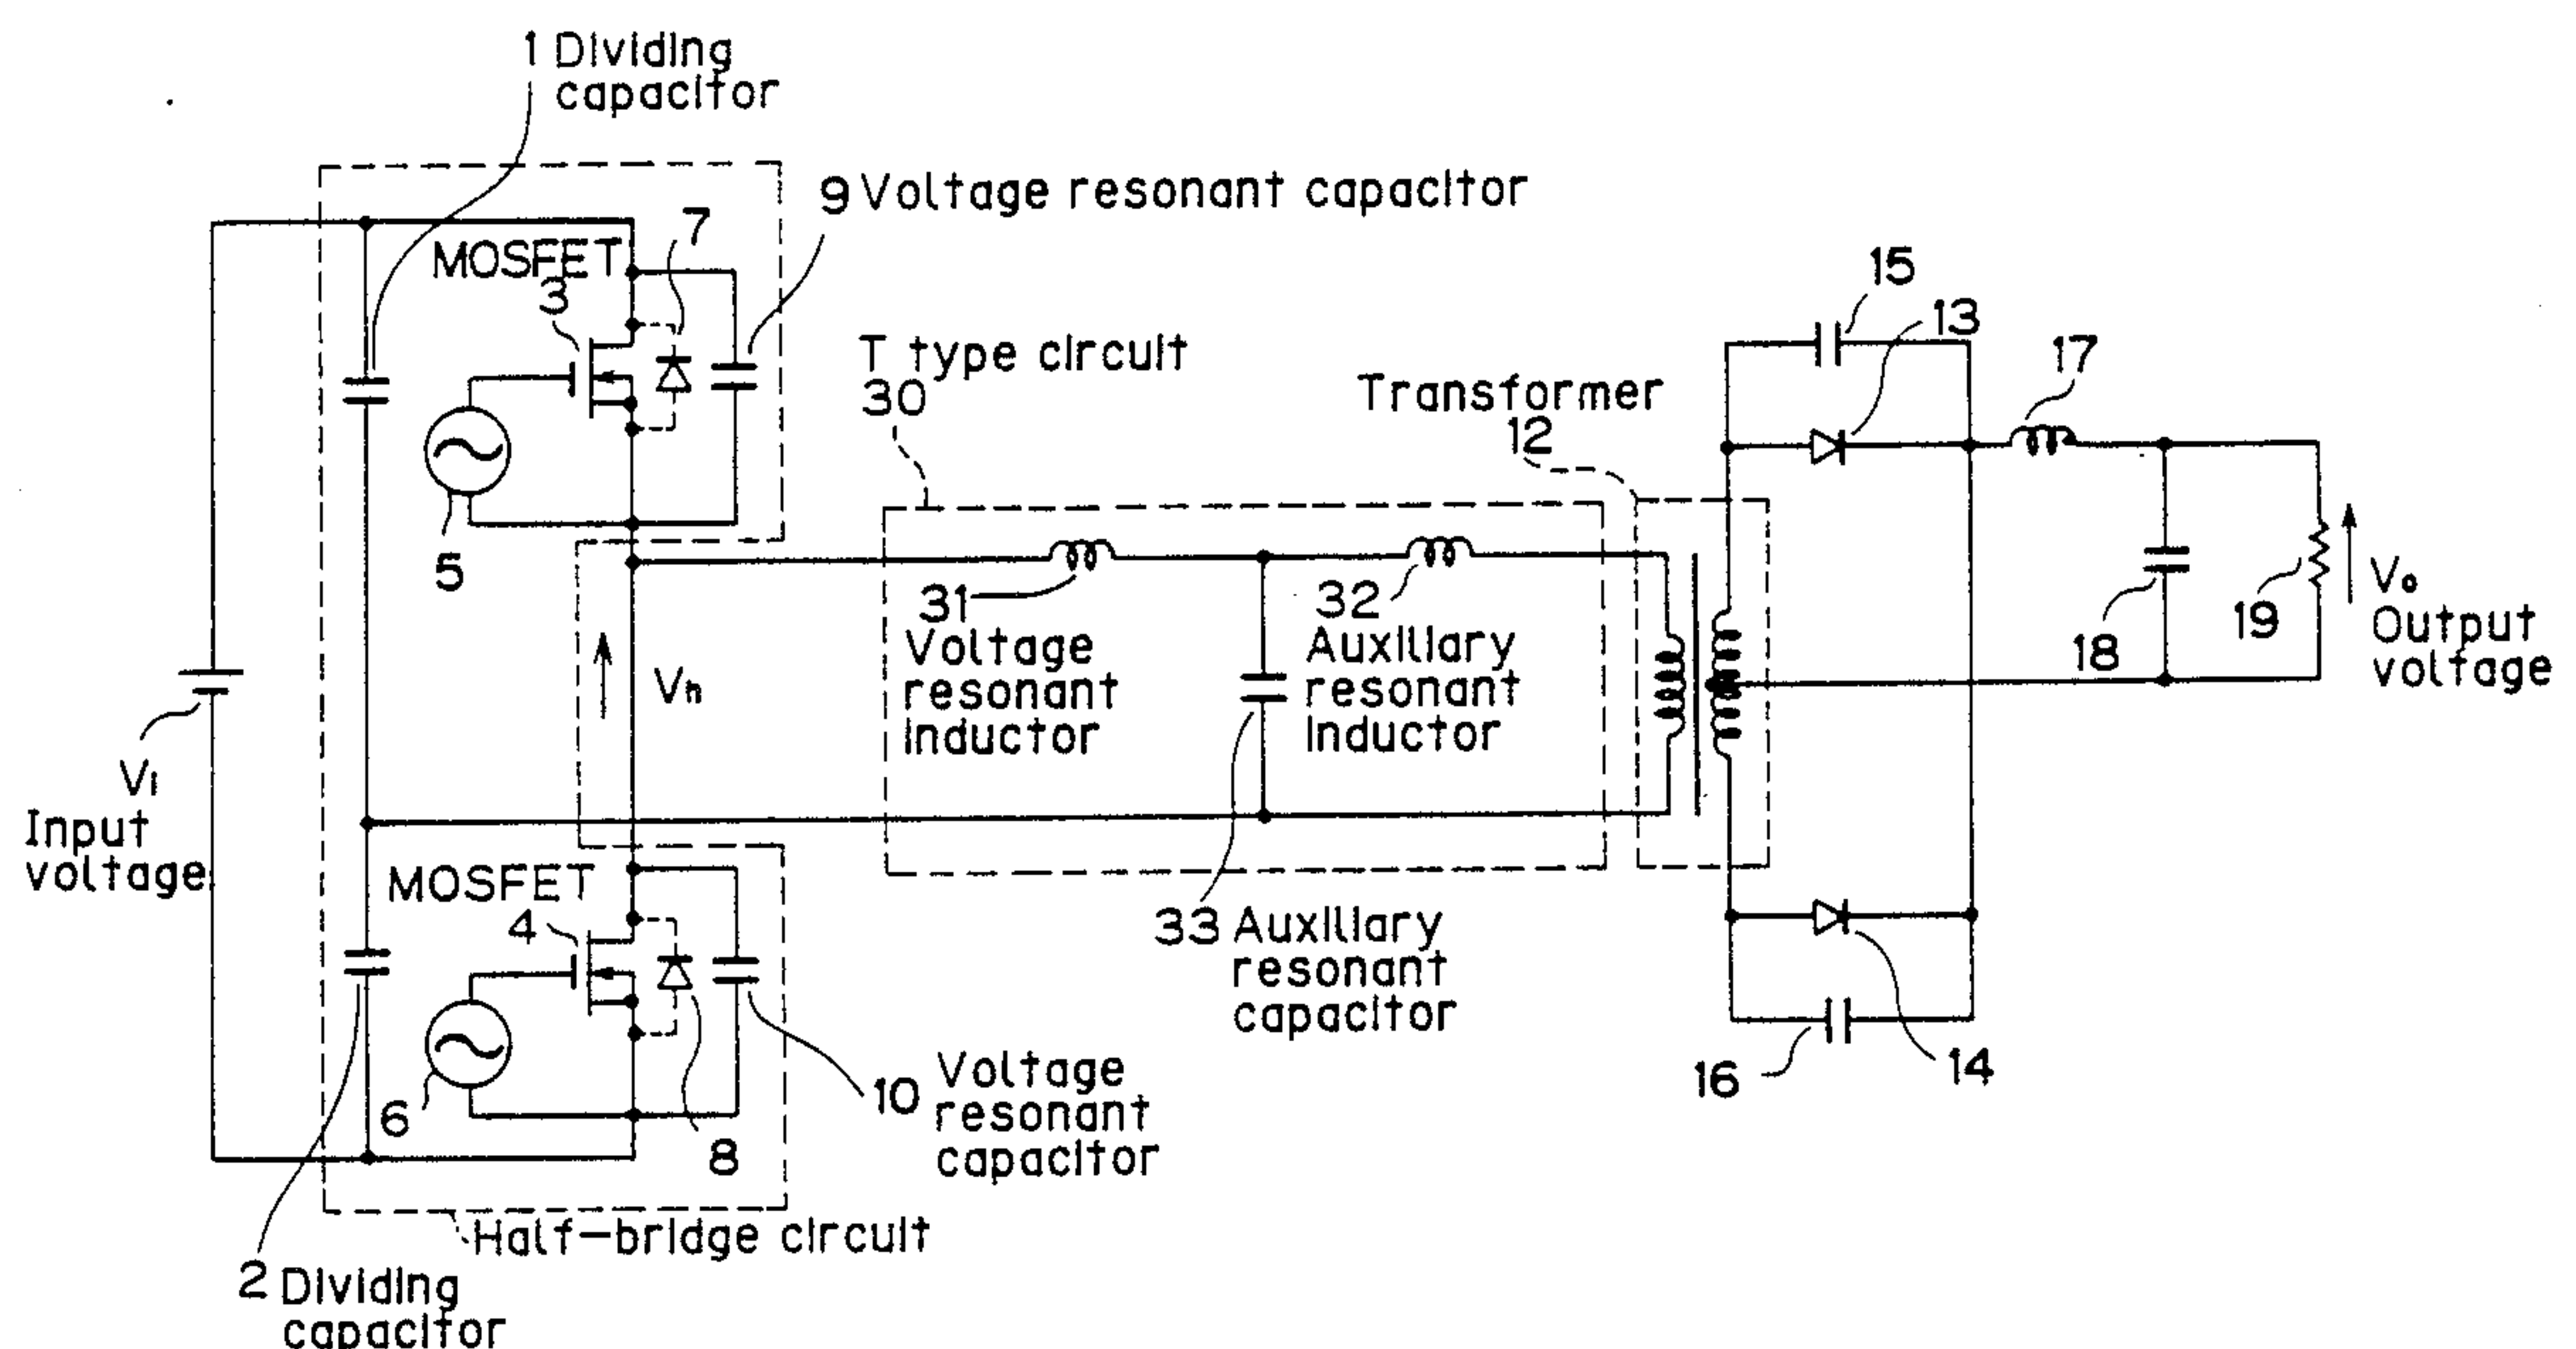 1 Dividing
capacitor
9 Voltage resonant capacitor
MOSFET
3
7
5
T type circuit
30
Transformer
12
15
13
17
31
Voltage
resonant
inductor
32
Auxiliary
resonant
inductor
Vh
Vi
Input
voltage
18
19
Vo
Output
voltage
MOSFET
4
6
8
10 Voltage
resonant
capacitor
33 Auxiliary
resonant
capacitor
16
14
Half-bridge circuit
2 Dividing
capacitor